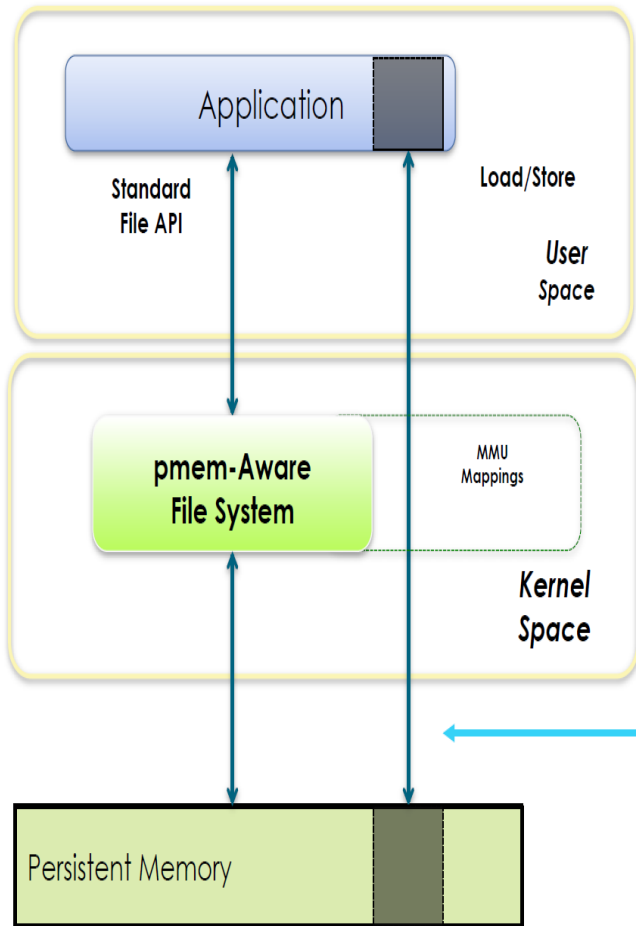 Application
Standard
File API
Load/Store
User
Space
pmem-Aware
File System
MMU
Mappings
Kernel
Space
Persistent Memory